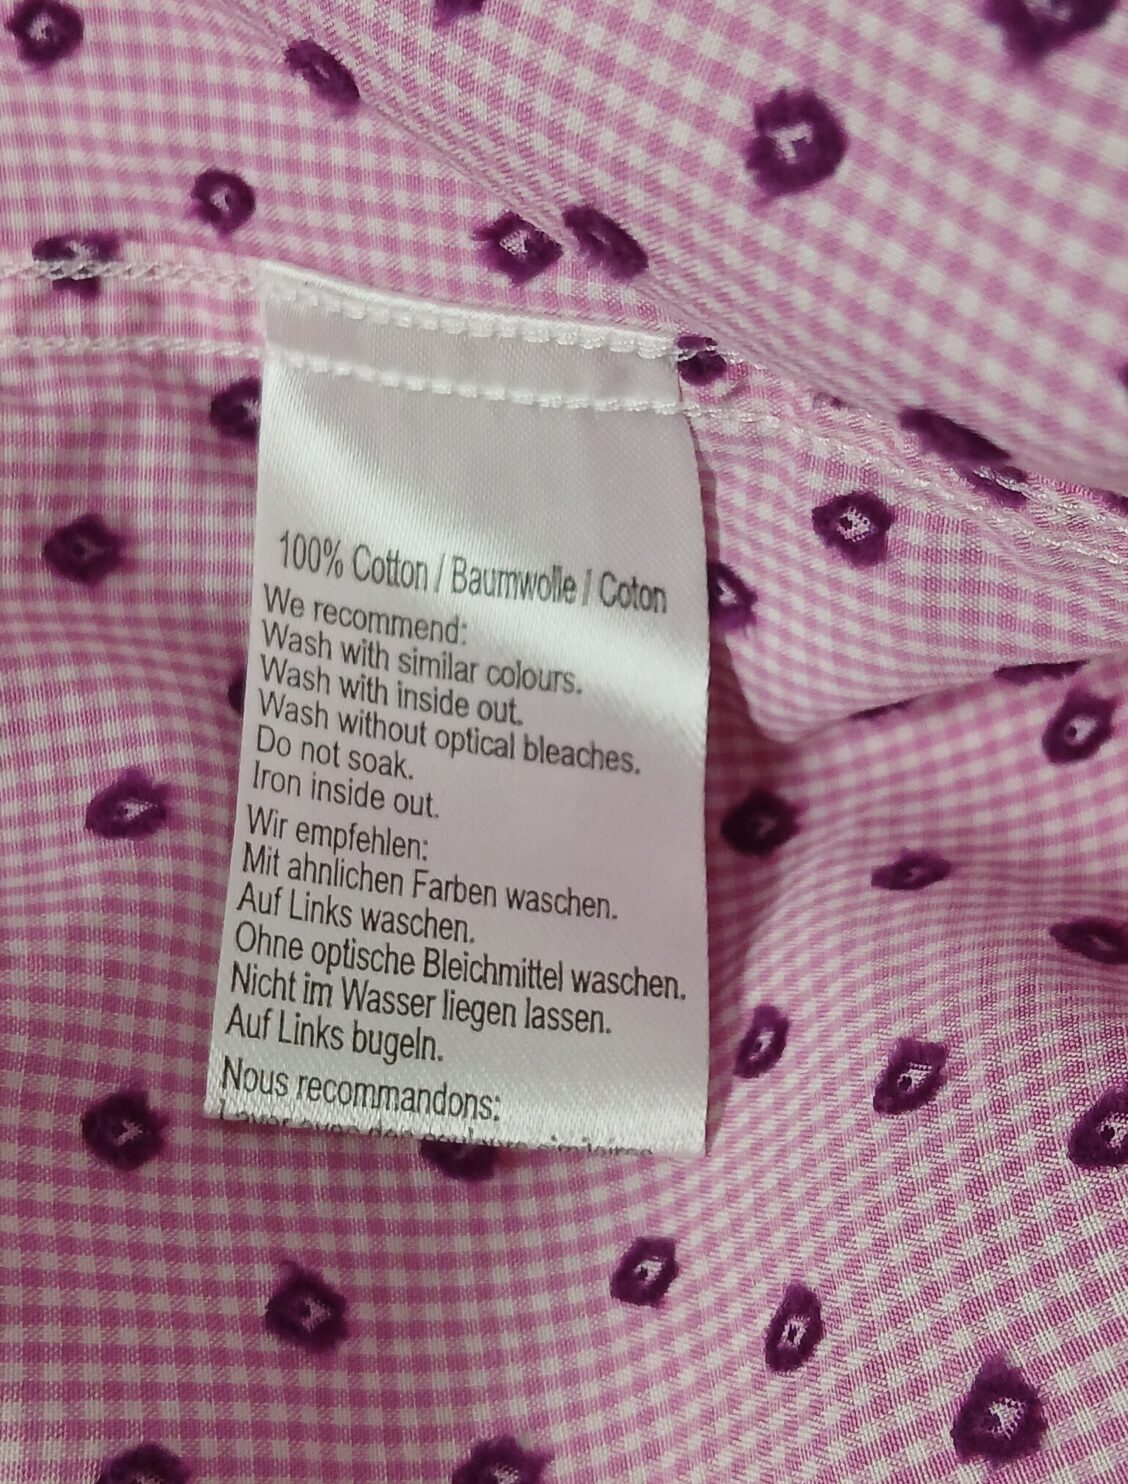 100% Cotton / Baumwolle / Coton
We recommend:
Wash with similar colours.
Wash with inside out.
Wash without optical bleaches.
Do not soak.
Iron inside out.
Wir empfehlen:
Mit ahnlichen Farben waschen.
Auf Links waschen.
Ohne optische Bleichmittel waschen.
Nicht im Wasser liegen lassen.
Auf Links bugeln.
Nous recommandons: